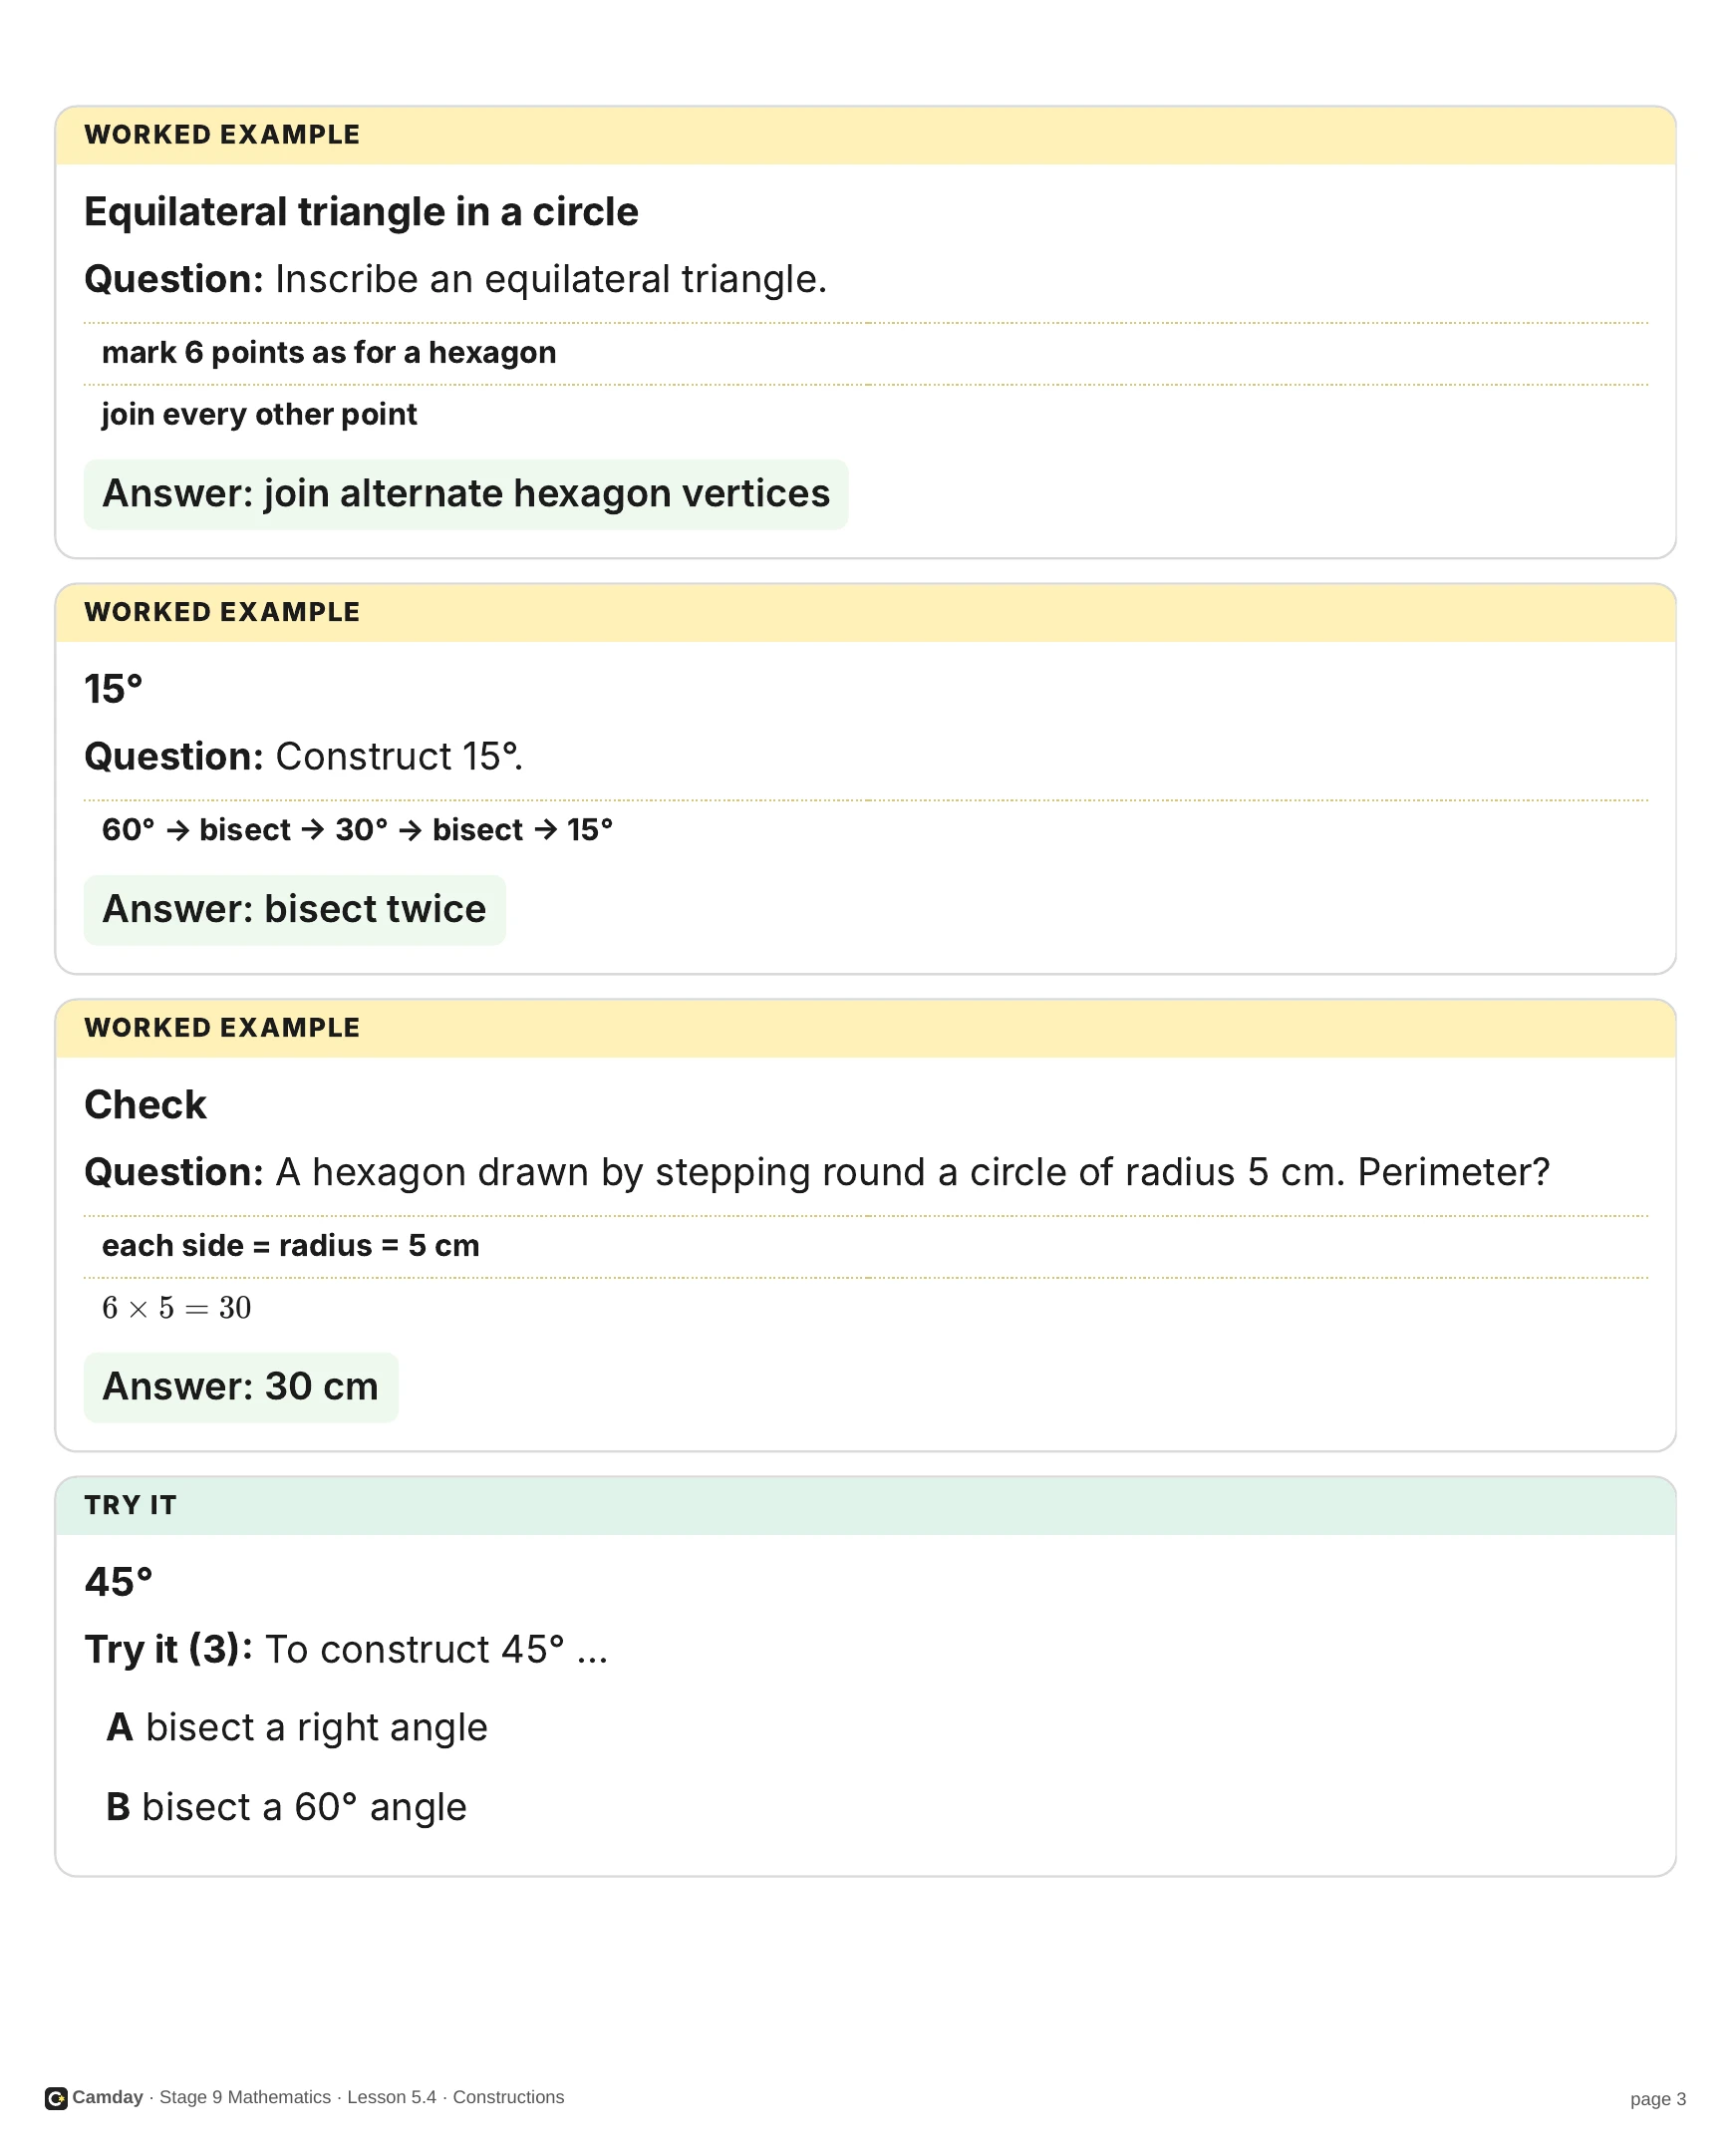 WORKED EXAMPLE
Equilateral triangle in a circle
Question: Inscribe an equilateral triangle.
mark 6 points as for a hexagon
join every other point
Answer: join alternate hexagon vertices
WORKED EXAMPLE
15°
Question: Construct 15°.
60° → bisect → 30° → bisect → 15°
Answer: bisect twice
WORKED EXAMPLE
Check
Question: A hexagon drawn by stepping round a circle of radius 5 cm. Perimeter?
each side = radius = 5 cm
6 × 5 = 30
Answer: 30 cm
TRY IT
45°
Try it (3): To construct 45° ...
A bisect a right angle
B bisect a 60° angle
Camday · Stage 9 Mathematics · Lesson 5.4 · Constructions
page 3